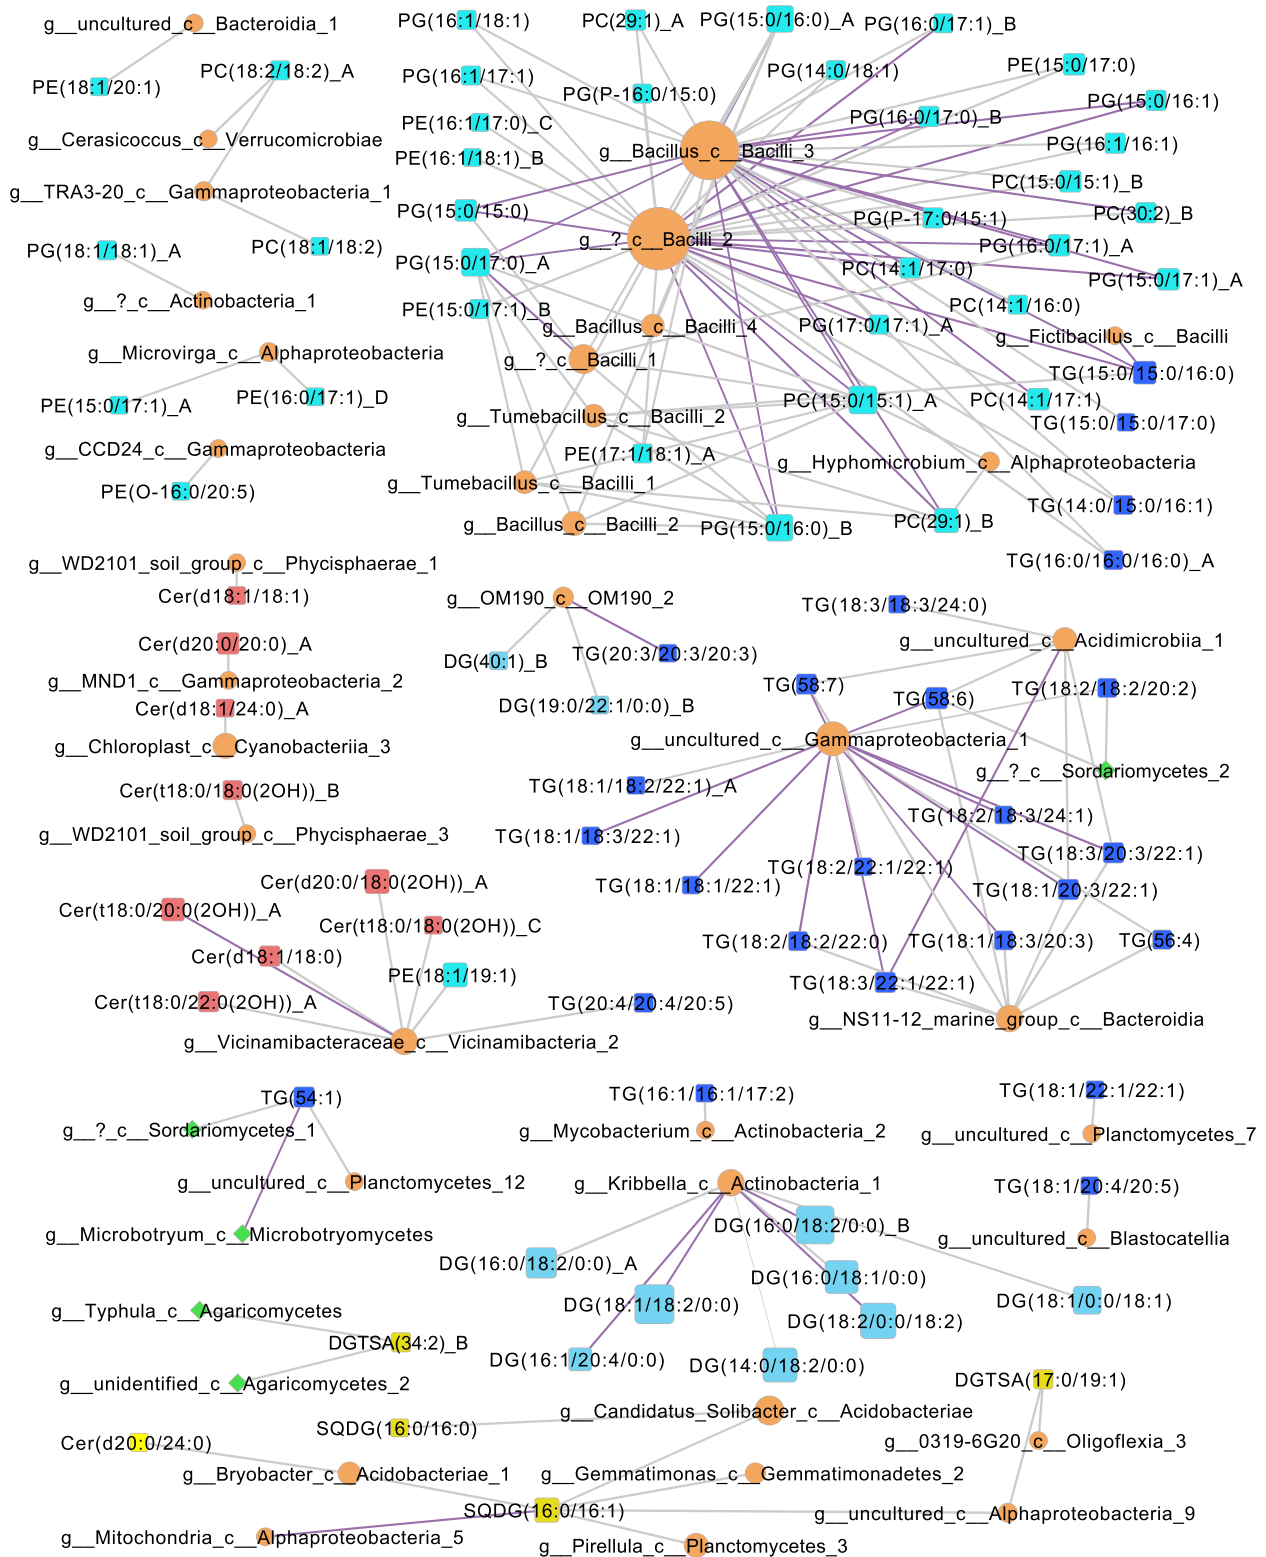 g__uncultured_c__Bacteroidia_1
PE(18:1/20:1)
PC(18:2/18:2)_A
g__Cerasicoccus_c__Verrucomicrobiae
g__TRA3-20_c__Gammaproteobacteria_1
PG(18:1/18:1)_A
PC(18:1/18:2)
g__?_c__Actinobacteria_1
g__Microvirga_c__Alphaproteobacteria
PE(15:0/17:1)_A
PE(16:0/17:1)_D
g__CCD24_c__Gammaproteobacteria
PE(O-16:0/20:5)
PG(16:1/18:1)
PC(29:1)_A
PG(15:0/16:0)_A
PG(16:0/17:1)_B
PG(16:1/17:1)
PG(P-16:0/15:0)
PG(14:0/18:1)
PE(15:0/17:0)
PG(15:0/16:1)
PE(16:1/17:0)_C
PG(16:0/17:0)_B
PE(16:1/18:1)_B
g__Bacillus_c__Bacilli_3
PG(16:1/16:1)
PC(15:0/15:1)_B
PG(15:0/15:0)
PG(P-17:0/15:1)
PC(30:2)_B
g__?_c__Bacilli_2
PG(16:0/17:1)_A
PG(15:0/17:0)_A
PC(14:1/17:0)
PG(15:0/17:1)_A
PE(15:0/17:1)_B
PC(14:1/16:0)
g__Bacillus_c__Bacilli_4
PG(17:0/17:1)_A
g__Fictibacillus_c__Bacilli
g__?_c__Bacilli_1
TG(15:0/15:0/16:0)
PC(15:0/15:1)_A
PC(14:1/17:1)
g__Tumebacillus_c__Bacilli_2
TG(15:0/15:0/17:0)
PE(17:1/18:1)_A
g__Hyphomicrobium_c__Alphaproteobacteria
g__Tumebacillus_c__Bacilli_1
TG(14:0/15:0/16:1)
g__Bacillus_c__Bacilli_2
PG(15:0/16:0)_B
PC(29:1)_B
TG(16:0/16:0/16:0)_A
g__WD2101_soil_group_c__Phycisphaerae_1
Cer(d18:1/18:1)
Cer(d20:0/20:0)_A
g__MND1_c__Gammaproteobacteria_2
Cer(d18:1/24:0)_A
g__Chloroplast_c__Cyanobacteriia_3
Cer(t18:0/18:0(2OH))_B
g__WD2101_soil_group_c__Phycisphaerae_3
g__OM190_c__OM190_2
DG(40:1)_B
TG(20:3/20:3/20:3)
DG(19:0/22:1/0:0)_B
TG(18:3/18:3/24:0)
g__uncultured_c__Acidimicrobiia_1
TG(58:7)
TG(58:6)
TG(18:2/18:2/20:2)
g__uncultured_c__Gammaproteobacteria_1
g__?_c__Sordariomycetes_2
TG(18:1/18:2/22:1)_A
TG(18:2/18:3/24:1)
TG(18:1/18:3/22:1)
TG(18:3/20:3/22:1)
TG(18:2/22:1/22:1)
TG(18:1/18:1/22:1)
TG(18:1/20:3/22:1)
TG(18:2/18:2/22:0)
TG(18:1/18:3/20:3)
TG(56:4)
TG(18:3/22:1/22:1)
g__NS11-12_marine_group_c__Bacteroidia
Cer(d20:0/18:0(2OH))_A
Cer(t18:0/20:0(2OH))_A
Cer(t18:0/18:0(2OH))_C
Cer(d18:1/18:0)
PE(18:1/19:1)
Cer(t18:0/22:0(2OH))_A
TG(20:4/20:4/20:5)
g__Vicinamibacteraceae_c__Vicinamibacteria_2
TG(54:1)
g__?_c__Sordariomycetes_1
g__uncultured_c__Planctomycetes_12
g__Microbotryum_c__Microbotryomycetes
TG(16:1/16:1/17:2)
g__Mycobacterium_c__Actinobacteria_2
TG(18:1/22:1/22:1)
g__uncultured_c__Planctomycetes_7
g__Kribbella_c__Actinobacteria_1
TG(18:1/20:4/20:5)
DG(16:0/18:2/0:0)_B
g__uncultured_c__Blastocatellia
DG(16:0/18:2/0:0)_A
DG(16:0/18:1/0:0)
DG(18:1/18:2/0:0)
DG(18:1/0:0/18:1)
DG(18:2/0:0/18:2)
DG(16:1/20:4/0:0)
DG(14:0/18:2/0:0)
g__Typhula_c__Agaricomycetes
DGTSA(34:2)_B
g__unidentified_c__Agaricomycetes_2
DGTSA(17:0/19:1)
g__Candidatus_Solibacter_c__Acidobacteriae
SQDG(16:0/16:0)
Cer(d20:0/24:0)
g__0319-6G20_c__Oligoflexia_3
g__Bryobacter_c__Acidobacteriae_1
g__Gemmatimonas_c__Gemmatimonadetes_2
SQDG(16:0/16:1)
g__uncultured_c__Alphaproteobacteria_9
g__Mitochondria_c__Alphaproteobacteria_5
g__Pirellula_c__Planctomycetes_3